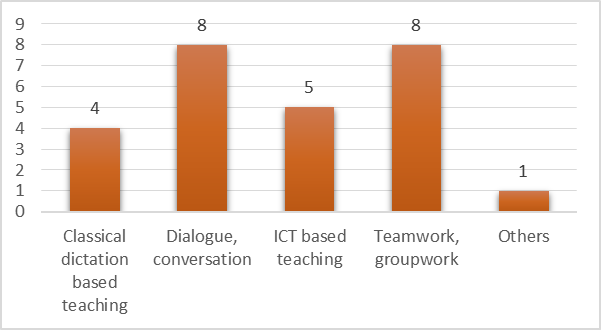 9
8
7
6
5
4
3
2
1
0
4
8
5
8
1
Classical
dictation
based
teaching
Dialogue,
conversation
ICT based
teaching
Teamwork,
groupwork
Others